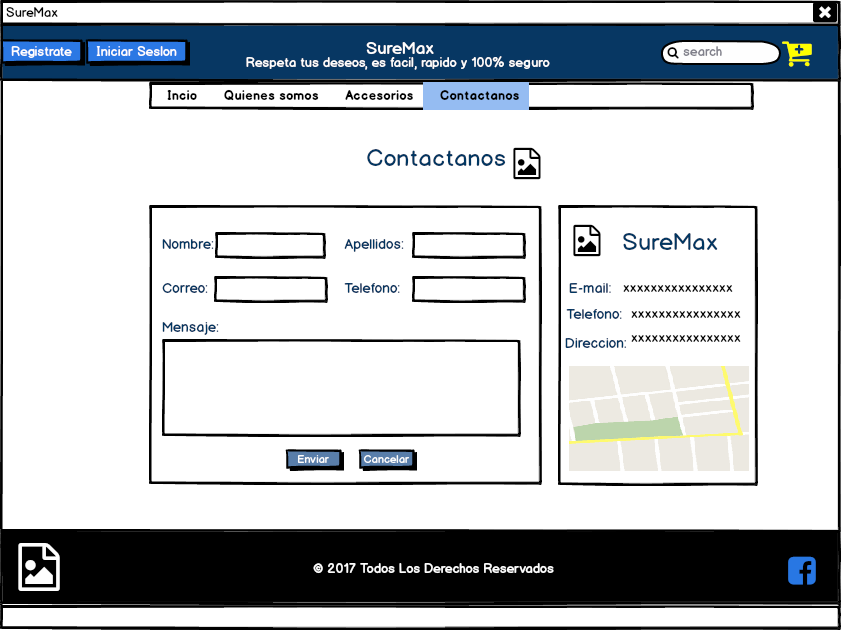 SureMax
Registrate
Iniciar Seslon
SureMax
Respeta tus deseos, es facil, rapido y 100% seguro
search
Incio
Quienes somos
Accesorios
Contactanos
Contactanos
Nombre:
Apellidos:
Correo:
Telefono:
Mensaje:
Enviar
Cancelar
SureMax
E-mail: xxxxxxxxxxxxxxxx
Telefono: xxxxxxxxxxxxxxxx
Direccion: xxxxxxxxxxxxxxxx
© 2017 Todos Los Derechos Reservados